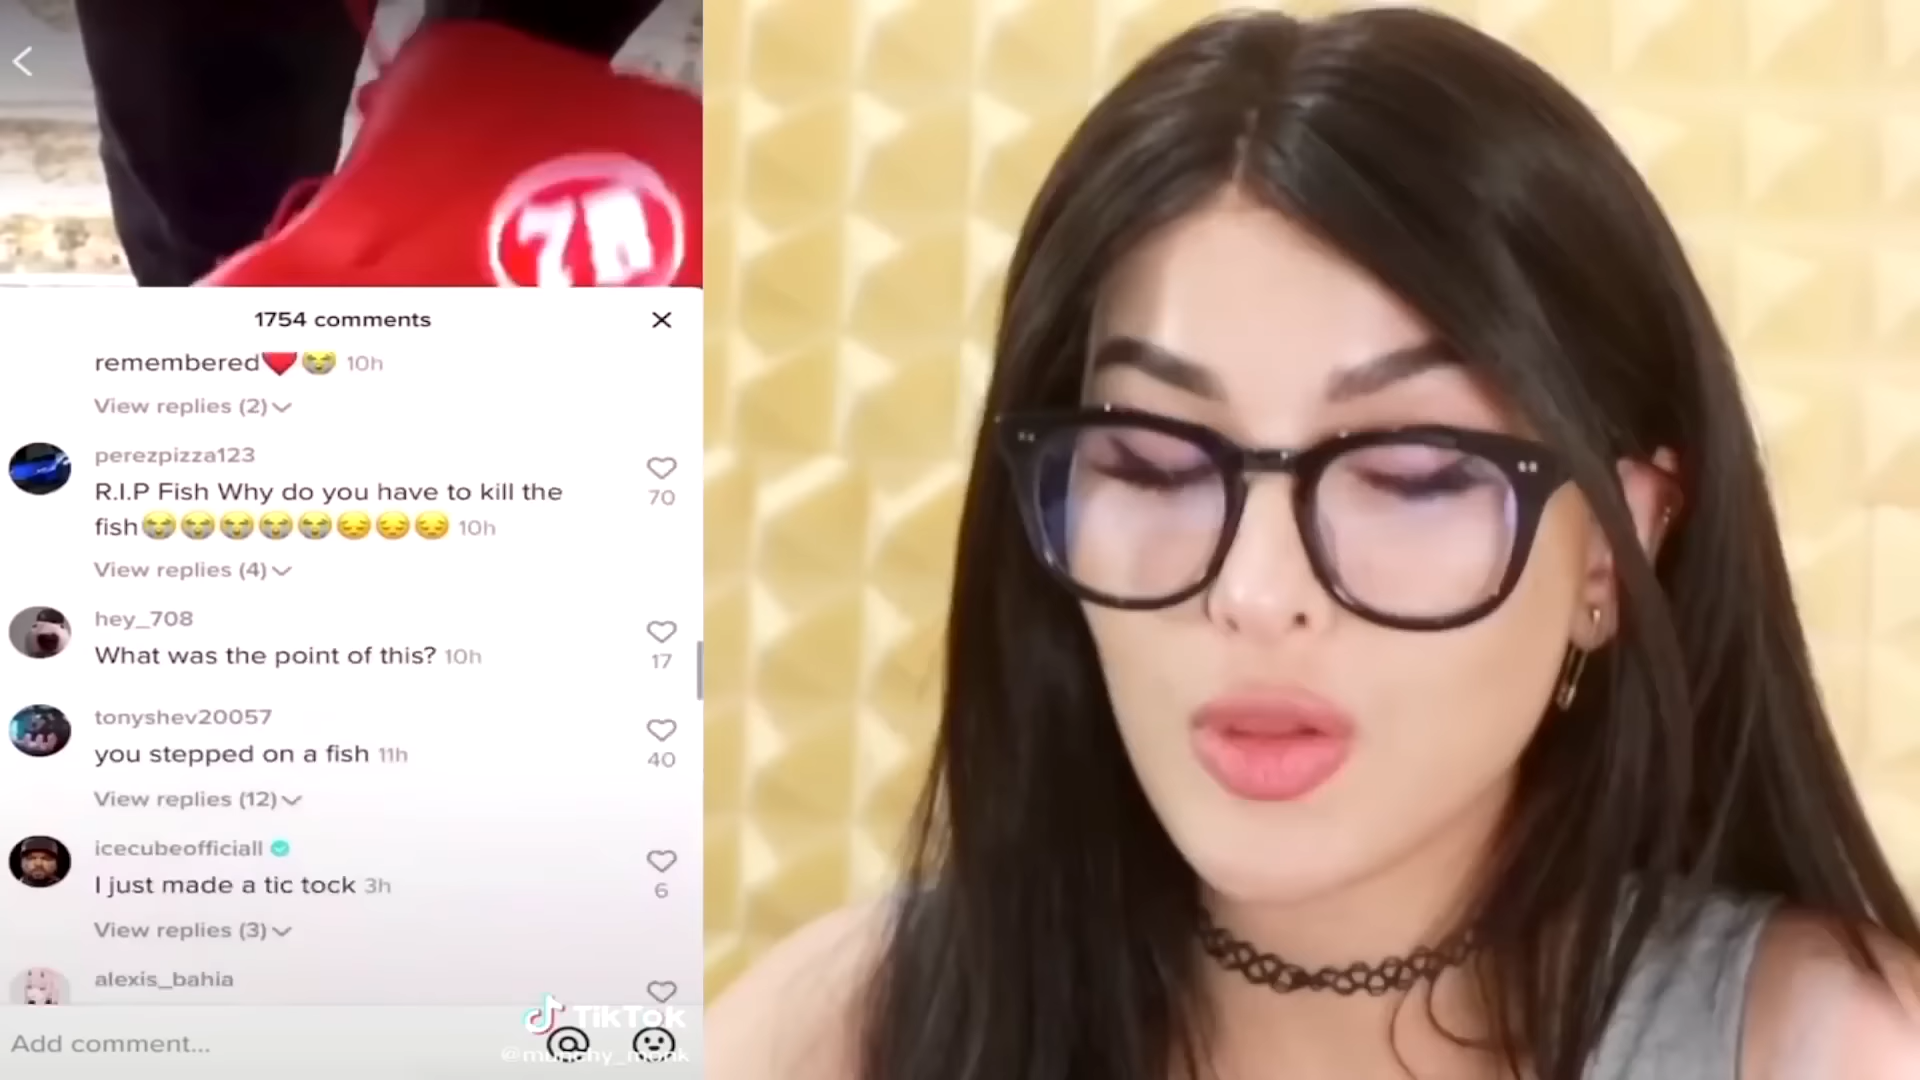 1754 comments
remembered❤️😭 10h
View replies (2)
perezpizza123
R.I.P Fish Why do you have to kill the
fish😭😭😭😭😭😔😔😔 10h
70
View replies (4)
hey_708
What was the point of this? 10h
17
tonyshev20057
you stepped on a fish 11h
40
View replies (12)
icecubeofficiall
I just made a tic tock 3h
6
View replies (3)
alexis_bahia
TikTok
Add comment...